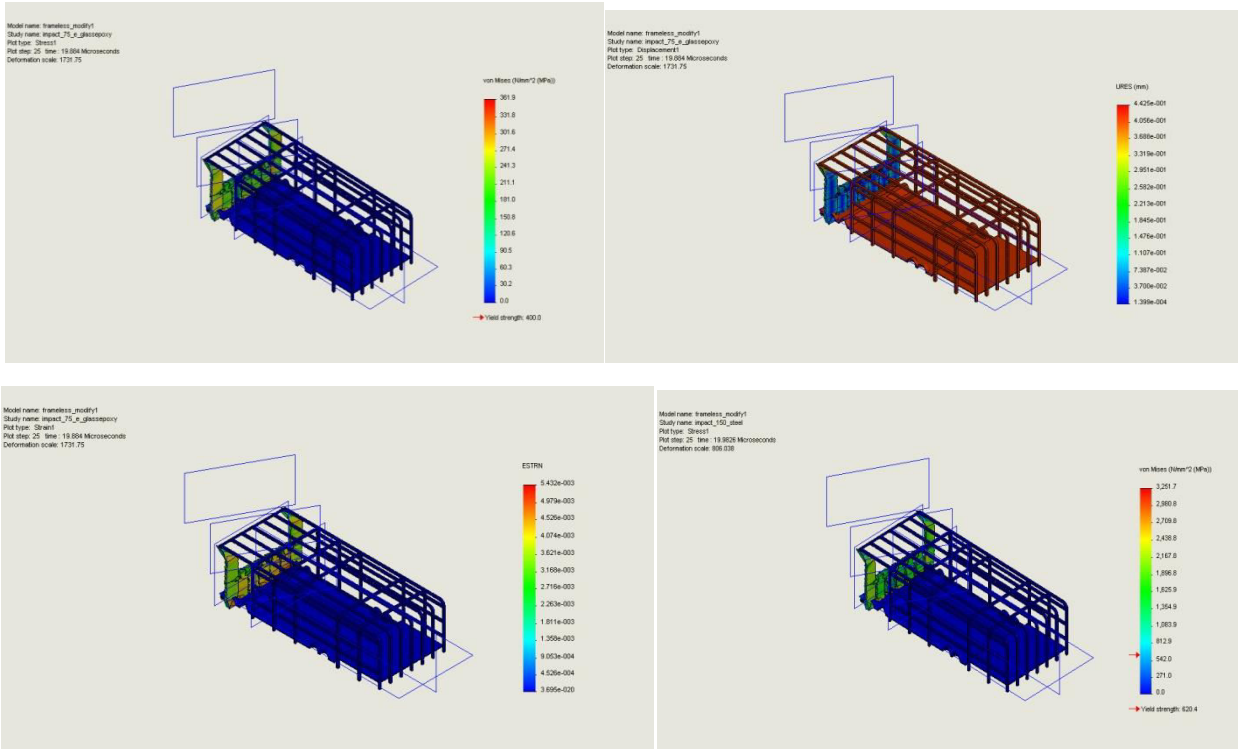 Model name: frameless_modify1
Study name: impact_75_e_glassepoxy
Plot type: Stress1
Plot step: 25 time : 19.884 Microseconds
Deformation scale: 1731.75
von Mises (N/mm^2 (MPa))
361.9
331.8
301.6
271.4
241.3
211.1
181.0
150.8
120.6
90.5
60.3
30.2
0.0
Yield strength: 400.0
Model name: frameless_modify1
Study name: impact_75_e_glassepoxy
Plot type: Displacement1
Plot step: 25 time : 19.884 Microseconds
Deformation scale: 1731.75
URES (mm)
4.425e-001
4.056e-001
3.688e-001
3.319e-001
2.951e-001
2.582e-001
2.213e-001
1.845e-001
1.476e-001
1.107e-001
7.387e-002
3.700e-002
1.399e-004
Model name: frameless_modify1
Study name: impact_75_e_glassepoxy
Plot type: Strain1
Plot step: 25 time : 19.884 Microseconds
Deformation scale: 1731.75
ESTRN
5.432e-003
4.979e-003
4.526e-003
4.074e-003
3.621e-003
3.168e-003
2.716e-003
2.263e-003
1.811e-003
1.358e-003
9.053e-004
4.526e-004
3.695e-020
Model name: frameless_modify1
Study name: impact_150_steel
Plot type: Stress1
Plot step: 25 time : 19.9826 Microseconds
Deformation scale: 806.038
von Mises (N/mm^2 (MPa))
3,251.7
2,980.8
2,709.8
2,438.8
2,167.8
1,896.8
1,625.9
1,354.9
1,083.9
812.9
542.0
271.0
0.0
Yield strength: 620.4